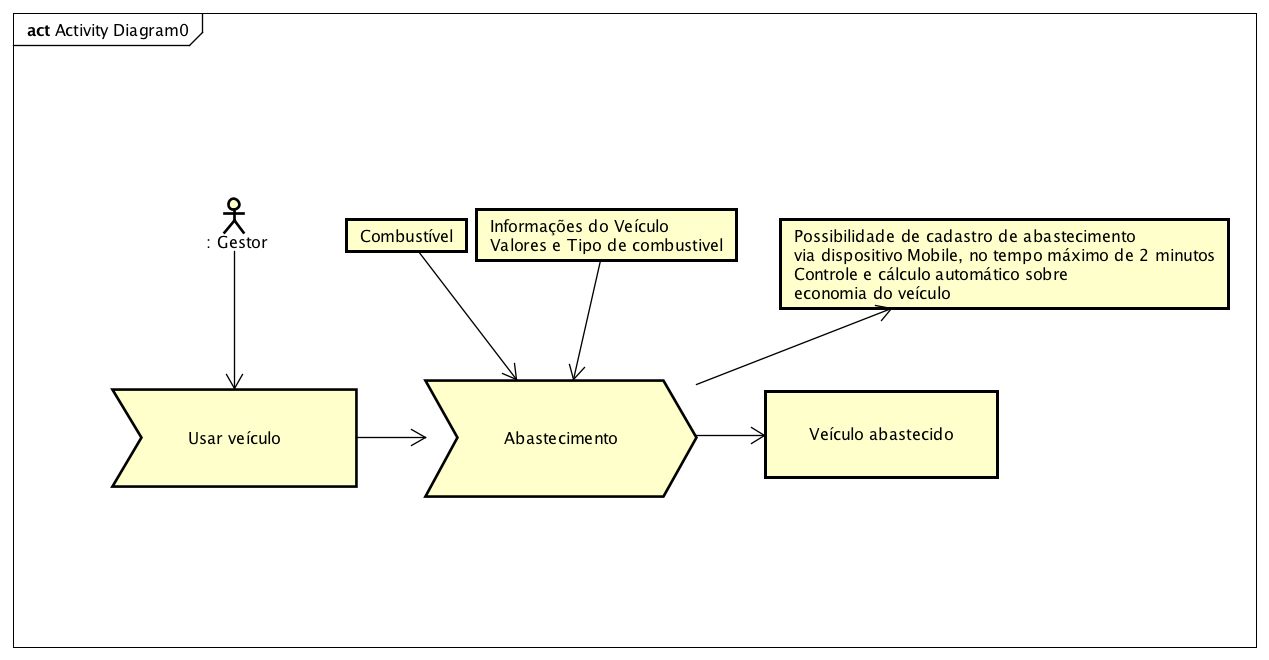 act Activity Diagram0
: Gestor
Combustível
Informações do Veículo
Valores e Tipo de combustivel
Possibilidade de cadastro de abastecimento
via dispositivo Mobile, no tempo máximo de 2 minutos
Controle e cálculo automático sobre
economia do veículo
Usar veículo
Abastecimento
Veículo abastecido